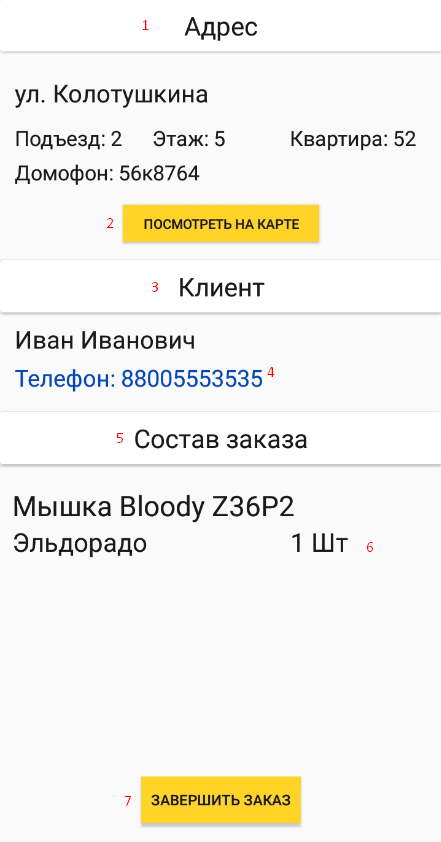 1 Адрес
ул. Колотушкина
Подъезд: 2 Этаж: 5 Квартира: 52
Домофон: 56к8764
2 ПОСМОТРЕТЬ НА КАРТЕ
3 Клиент
Иван Иванович
Телефон: 88005553535 4
5 Состав заказа
Мышка Bloody Z36P2
Эльдорадо 1 Шт 6
7 ЗАВЕРШИТЬ ЗАКАЗ